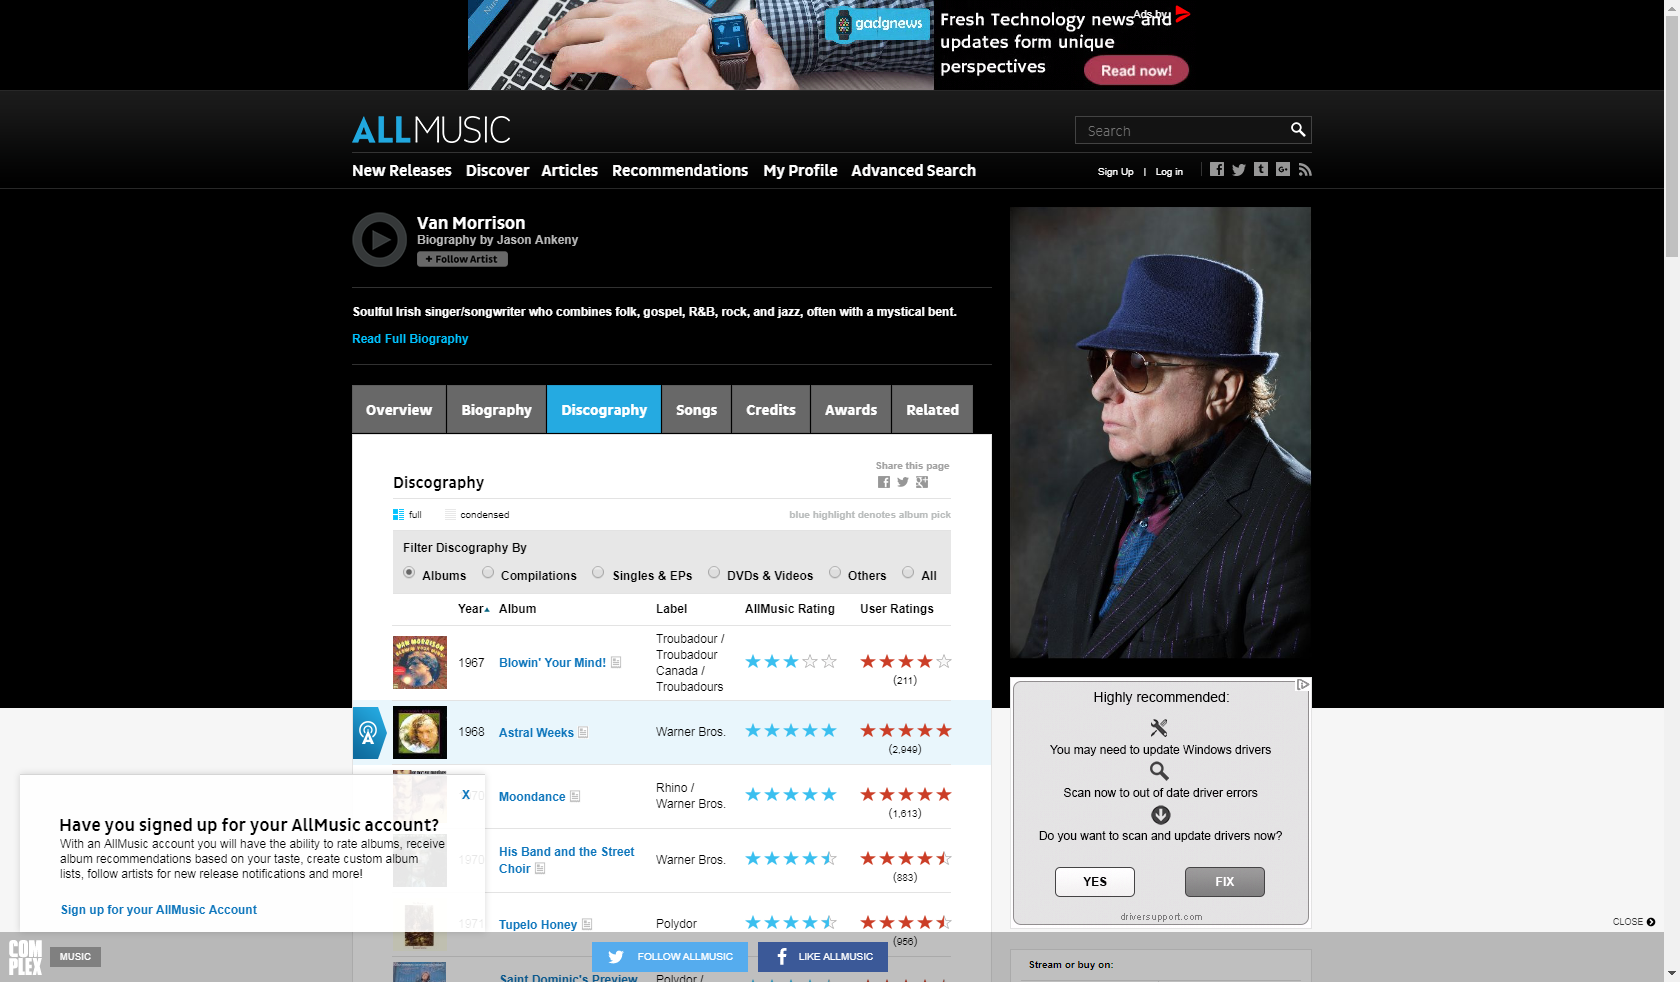 gadgnews
Fresh Technology news and
updates form unique
perspectives
Ads by
Read now!
ALLMUSIC
Search
New Releases Discover Articles Recommendations My Profile Advanced Search
Sign Up | Log in
Van Morrison
Biography by Jason Ankeny
+ Follow Artist
Soulful Irish singer/songwriter who combines folk, gospel, R&B, rock, and jazz, often with a mystical bent.
Read Full Biography
Overview Biography Discography Songs Credits Awards Related
Share this page
Discography
full condensed blue highlight denotes album pick
Filter Discography By
Albums Compilations Singles & EPs DVDs & Videos Others All
Year Album Label AllMusic Rating User Ratings
VAN MORRISON
1967 Blowin' Your Mind!
Troubadour /
Troubadour
Canada /
Troubadours
(211)
1968 Astral Weeks Warner Bros.
(2,949)
1970 Moondance
Rhino /
Warner Bros.
(1,613)
1970 His Band and the Street
Choir
Warner Bros.
(883)
1971 Tupelo Honey Polydor
(956)
Saint Dominic's Preview Polydor /
X
Have you signed up for your AllMusic account?
With an AllMusic account you will have the ability to rate albums, receive
album recommendations based on your taste, create custom album
lists, follow artists for new release notifications and more!
Sign up for your AllMusic Account
Highly recommended:
You may need to update Windows drivers
Scan now to out of date driver errors
Do you want to scan and update drivers now?
YES FIX
driversupport.com
CLOSE
COM
PLEX
MUSIC
FOLLOW ALLMUSIC
LIKE ALLMUSIC
Stream or buy on: